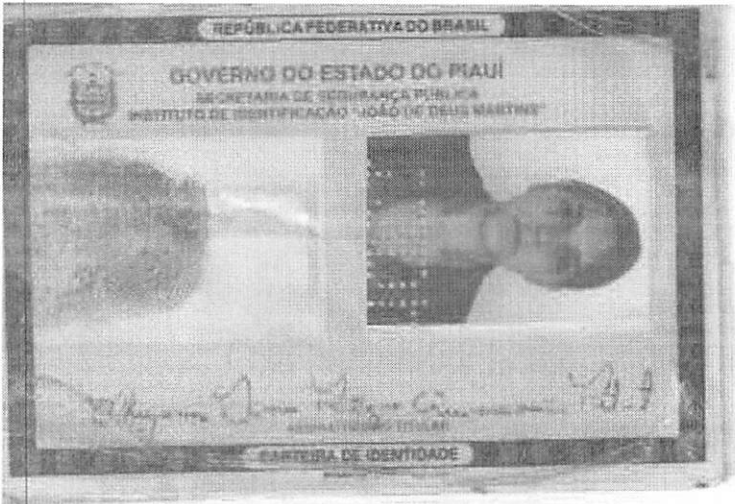 REPÚBLICA FEDERATIVA DO BRASIL
GOVERNO DO ESTADO DO PIAUÍ
SECRETARIA DE SEGURANÇA PÚBLICA
INSTITUTO DE IDENTIFICAÇÃO "JOÃO DE DEUS MARTINS"
ASSINATURA DO TITULAR
CARTEIRA DE IDENTIDADE